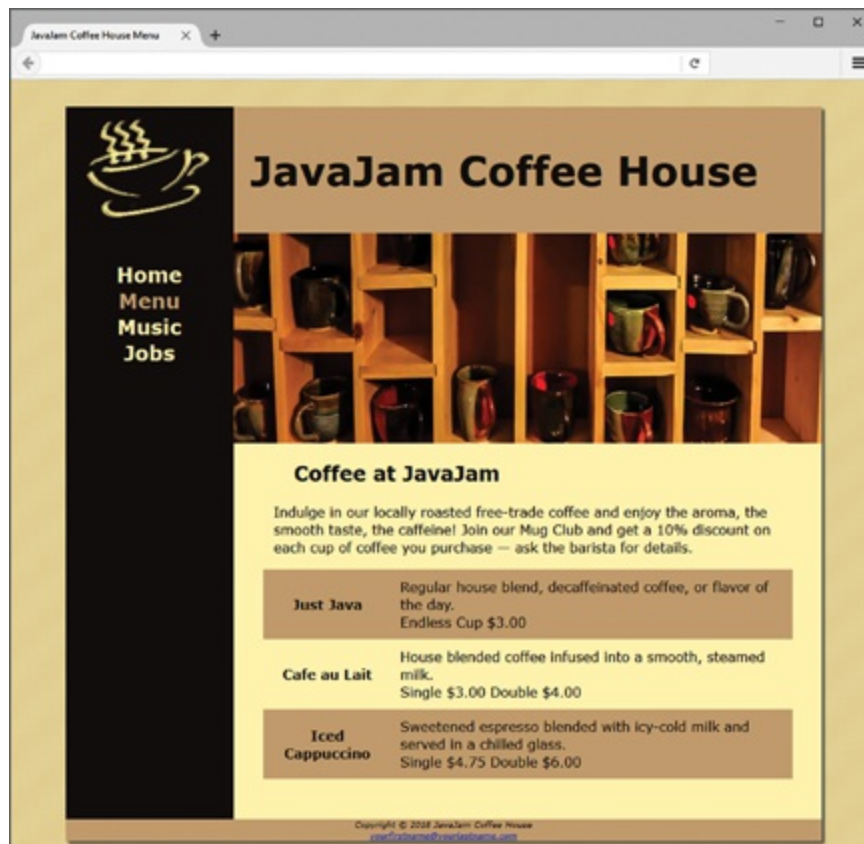 JavaJam Coffee House Menu
JavaJam Coffee House
Home
Menu
Music
Jobs
Coffee at JavaJam
Indulge in our locally roasted free-trade coffee and enjoy the aroma, the
smooth taste, the caffeine! Join our Mug Club and get a 10% discount on
each cup of coffee you purchase — ask the barista for details.
Just Java
Regular house blend, decaffeinated coffee, or flavor of
the day.
Endless Cup $3.00
Cafe au Lait
House blended coffee infused into a smooth, steamed
milk.
Single $3.00 Double $4.00
Iced
Cappuccino
Sweetened espresso blended with icy-cold milk and
served in a chilled glass.
Single $4.75 Double $6.00
Copyright © 2018 JavaJam Coffee House
yourfirstname@yourlastname.com